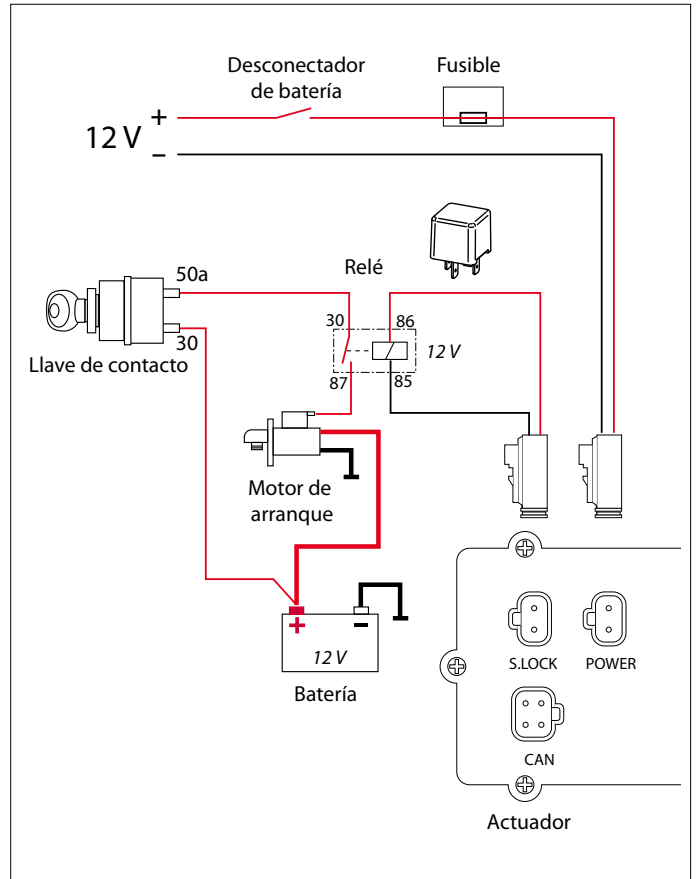 Desconectador
de batería
Fusible
12 V
+
−
50a
30
Llave de contacto
Relé
30
86
12 V
87
85
Motor de
arranque
+
−
12 V
Batería
S.LOCK
POWER
CAN
Actuador